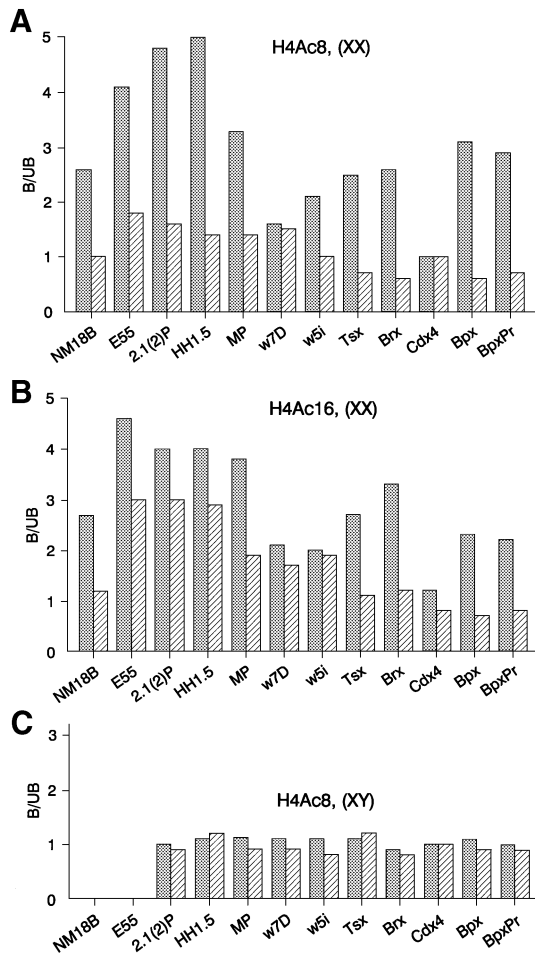 A
H4Ac8, (XX)
5
4
3
2
1
0
B/UB
NM18B E55 2.1(2)P HH1.5 MP w7D w5i Tsx Brx Cdx4 Bpx BpxPr
B
H4Ac16, (XX)
5
4
3
2
1
0
B/UB
NM18B E55 2.1(2)P HH1.5 MP w7D w5i Tsx Brx Cdx4 Bpx BpxPr
C
H4Ac8, (XY)
3
2
1
0
B/UB
NM18B E55 2.1(2)P HH1.5 MP w7D w5i Tsx Brx Cdx4 Bpx BpxPr